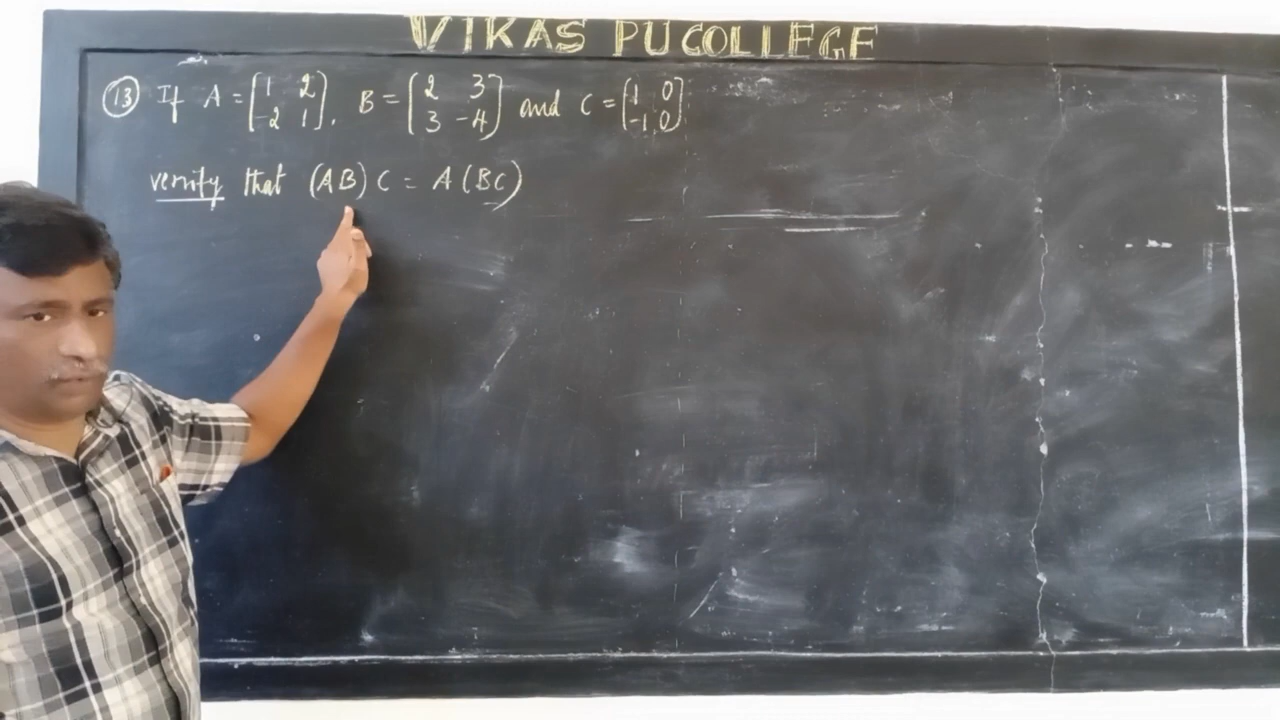 VIKAS PU COLLEGE
(13) If A = [1 2; -2 1], B = [2 3; 3 -4] and C = [1 0; -1 0]
verify that (AB)C = A(BC)